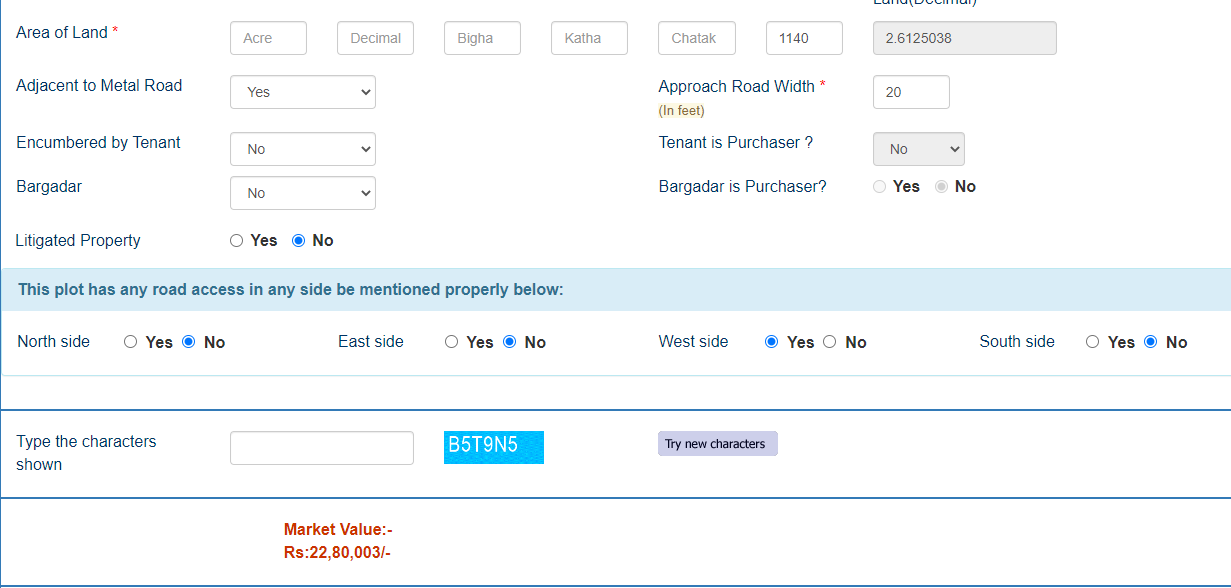 Land(Decimal)
Area of Land * Acre Decimal Bigha Katha Chatak 1140 2.6125038
Adjacent to Metal Road Yes Approach Road Width * 20
(In feet)
Encumbered by Tenant No Tenant is Purchaser ? No
Bargadar No Bargadar is Purchaser? Yes No
Litigated Property Yes No
This plot has any road access in any side be mentioned properly below:
North side Yes No East side Yes No West side Yes No South side Yes No
Type the characters shown B5T9N5 Try new characters
Market Value:-
Rs:22,80,003/-